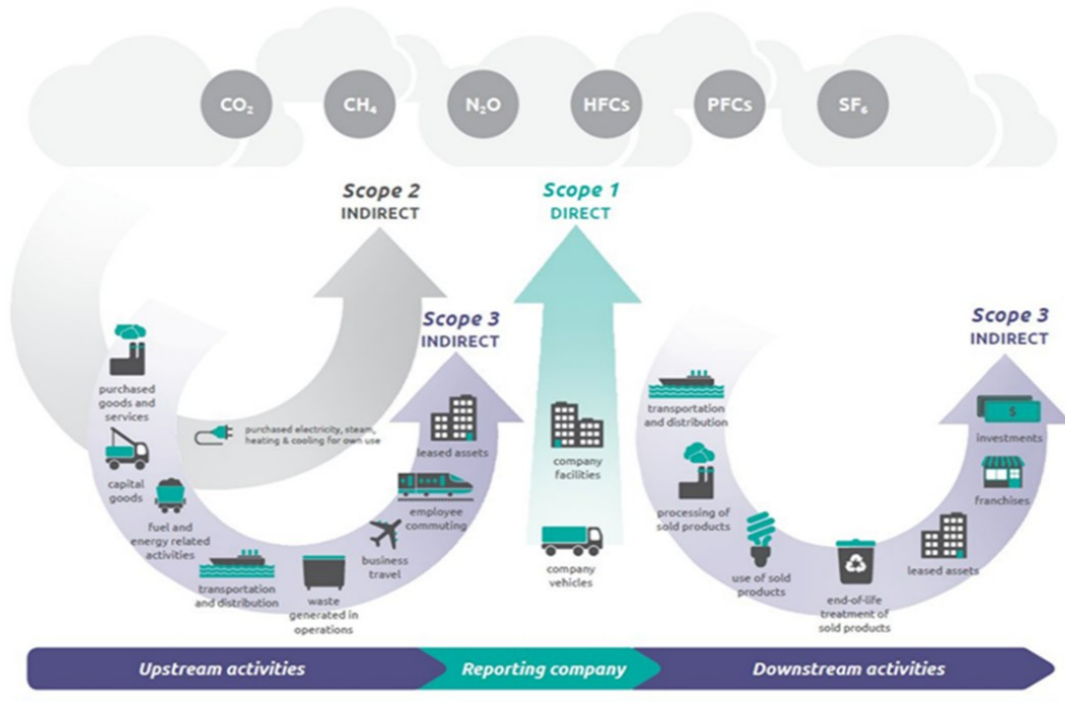 CO₂
CH₄
N₂O
HFCs
PFCs
SF₆
Scope 2
INDIRECT
Scope 1
DIRECT
Scope 3
INDIRECT
Scope 3
INDIRECT
purchased
goods and
services
capital
goods
fuel and
energy related
activities
transportation
and distribution
waste
generated in
operations
business
travel
employee
commuting
leased assets
purchased electricity, steam,
heating & cooling for own use
company
facilities
company
vehicles
transportation
and distribution
processing of
sold products
use of sold
products
end-of-life
treatment of
sold products
leased assets
franchises
$
investments
Upstream activities
Reporting company
Downstream activities